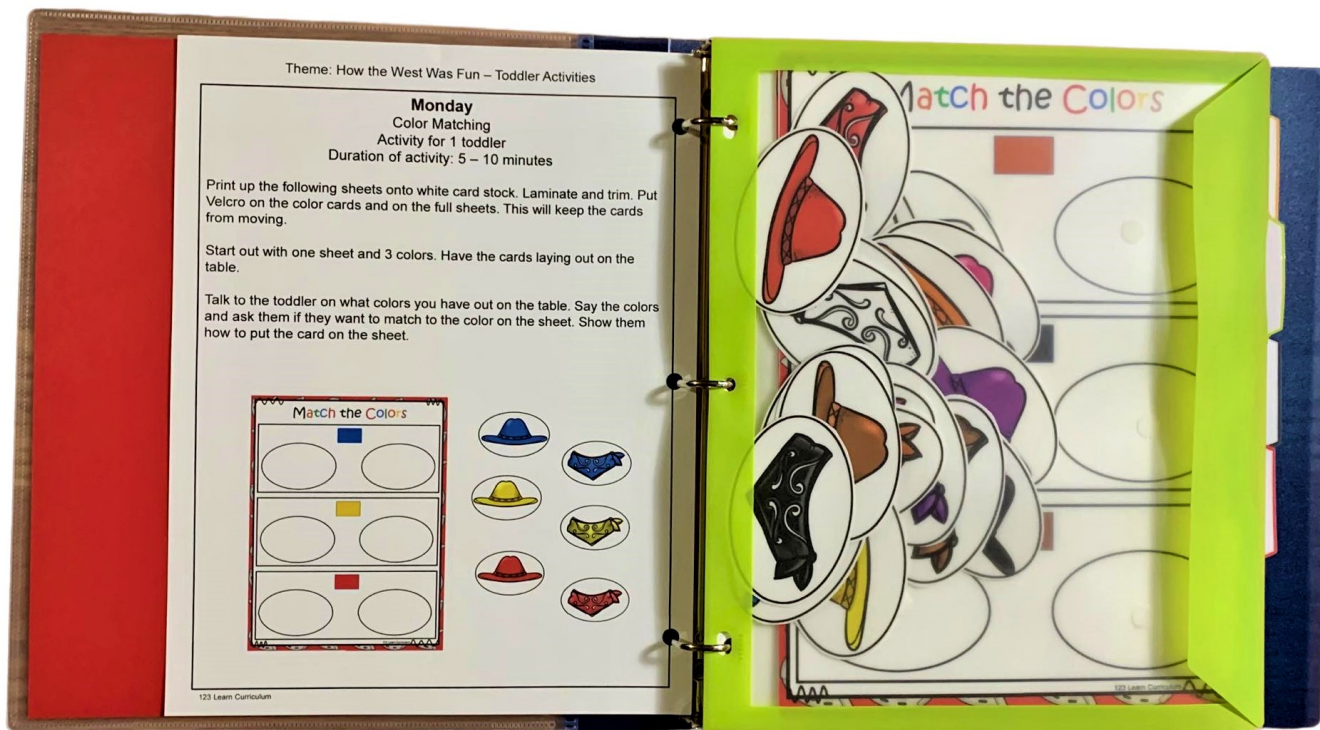 Theme: How the West Was Fun – Toddler Activities
Monday
Color Matching
Activity for 1 toddler
Duration of activity: 5 – 10 minutes
Print up the following sheets onto white card stock. Laminate and trim. Put
Velcro on the color cards and on the full sheets. This will keep the cards
from moving.
Start out with one sheet and 3 colors. Have the cards laying out on the
table.
Talk to the toddler on what colors you have out on the table. Say the colors
and ask them if they want to match to the color on the sheet. Show them
how to put the card on the sheet.
Match the Colors
123 Learn Curriculum
Match the Colors
123 Learn Curriculum